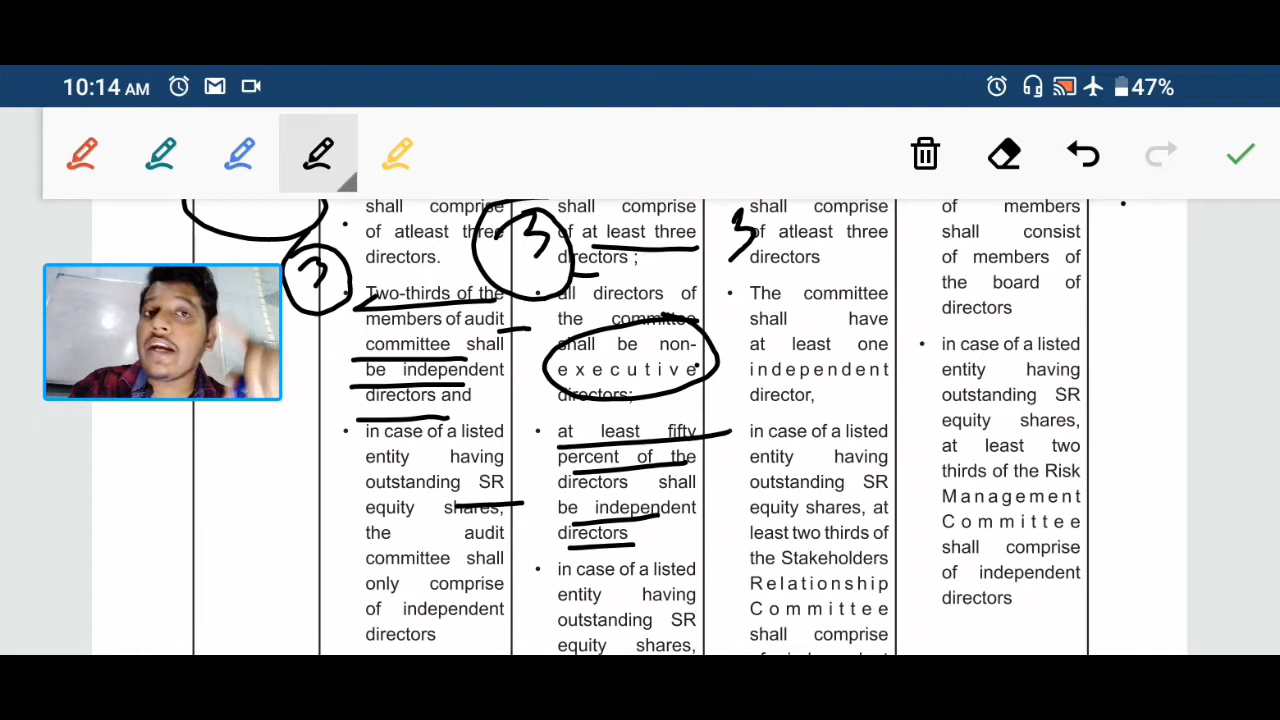 10:14 AM
47%
shall comprise
of atleast three
directors.
Two-thirds of the
members of audit
committee shall
be independent
directors and
in case of a listed
entity having
outstanding SR
equity shares,
the audit
committee shall
only comprise
of independent
directors
shall comprise
of at least three
directors ;
all directors of
the committee
shall be non-
executive
directors;
at least fifty
percent of the
directors shall
be independent
directors
in case of a listed
entity having
outstanding SR
equity shares,
shall comprise
of atleast three
directors
The committee
shall have
at least one
independent
director,
in case of a listed
entity having
outstanding SR
equity shares, at
least two thirds of
the Stakeholders
Relationship
Committee
shall comprise
of members
shall consist
of members of
the board of
directors
in case of a listed
entity having
outstanding SR
equity shares,
at least two
thirds of the Risk
Management
Committee
shall comprise
of independent
directors
3
3
3